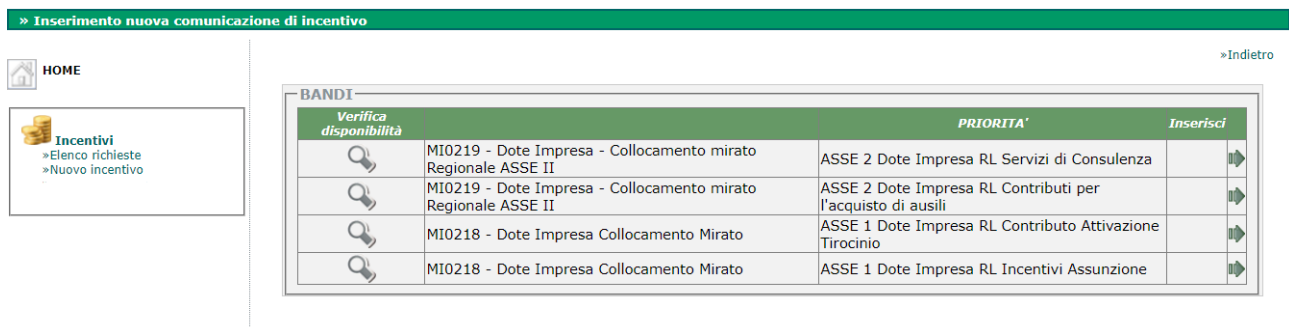 » Inserimento nuova comunicazione di incentivo
»Indietro
HOME
Incentivi
»Elenco richieste
»Nuovo incentivo
BANDI
Verifica
disponibilità
PRIORITA'
Inserisci
MI0219 - Dote Impresa - Collocamento mirato
Regionale ASSE II
ASSE 2 Dote Impresa RL Servizi di Consulenza
MI0219 - Dote Impresa - Collocamento mirato
Regionale ASSE II
ASSE 2 Dote Impresa RL Contributi per
l'acquisto di ausili
MI0218 - Dote Impresa Collocamento Mirato
ASSE 1 Dote Impresa RL Contributo Attivazione
Tirocinio
MI0218 - Dote Impresa Collocamento Mirato
ASSE 1 Dote Impresa RL Incentivi Assunzione